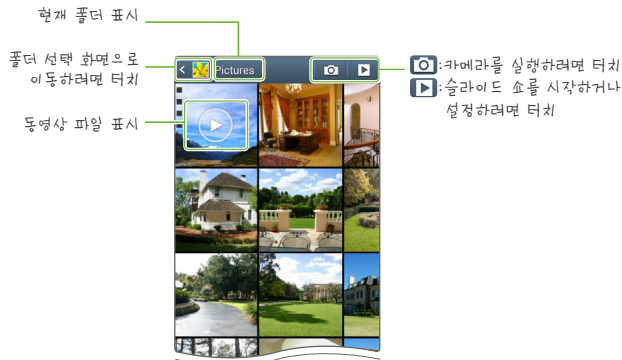 현재 폴더 표시
폴더 선택 화면으로
이동하려면 터치
동영상 파일 표시
Pictures
:카메라를 실행하려면 터치
:슬라이드 쇼를 시작하거나
설정하려면 터치